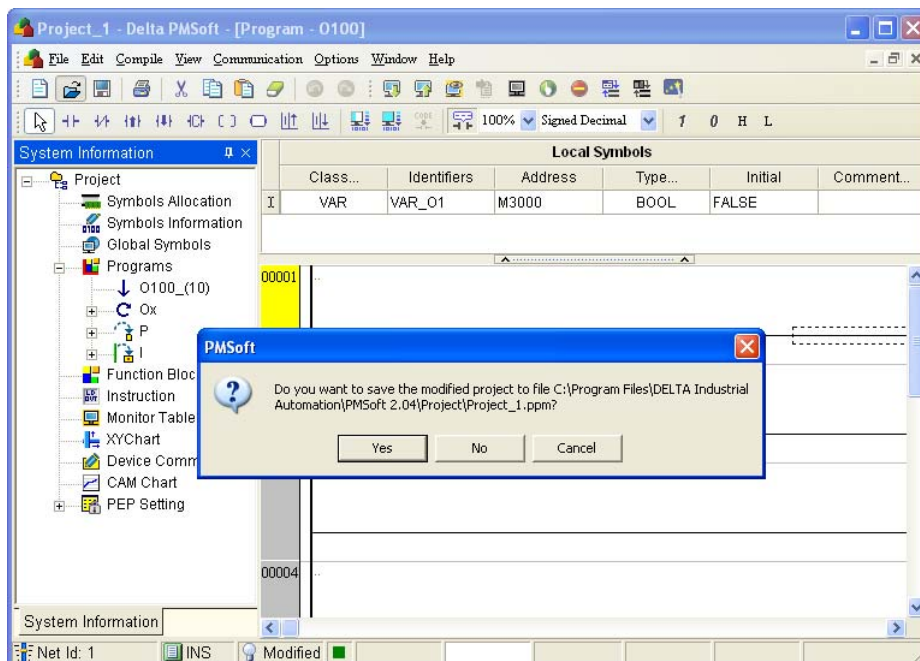 Project_1 - Delta PMSoft - [Program - O100]
File Edit Compile View Communication Options Window Help
100% Signed Decimal 1 0 H L
System Information
Local Symbols
Class... Identifiers Address Type... Initial Comment...
I VAR VAR_O1 M3000 BOOL FALSE
Project
Symbols Allocation
Symbols Information
Global Symbols
Programs
O100_(10)
Ox
P
I
Function Bloc
Instruction
Monitor Table
XYChart
Device Comm
CAM Chart
PEP Setting
00001
PMSoft
Do you want to save the modified project to file C:\Program Files\DELTA Industrial
Automation\PMSoft 2.04\Project\Project_1.ppm?
Yes No Cancel
00004
System Information
Net Id: 1 INS Modified